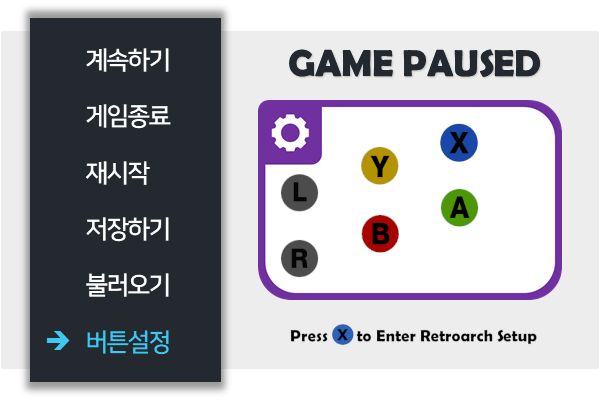 계속하기
게임종료
재시작
저장하기
불러오기
버튼설정
GAME PAUSED
X
Y
L
A
B
R
Press X to Enter Retroarch Setup